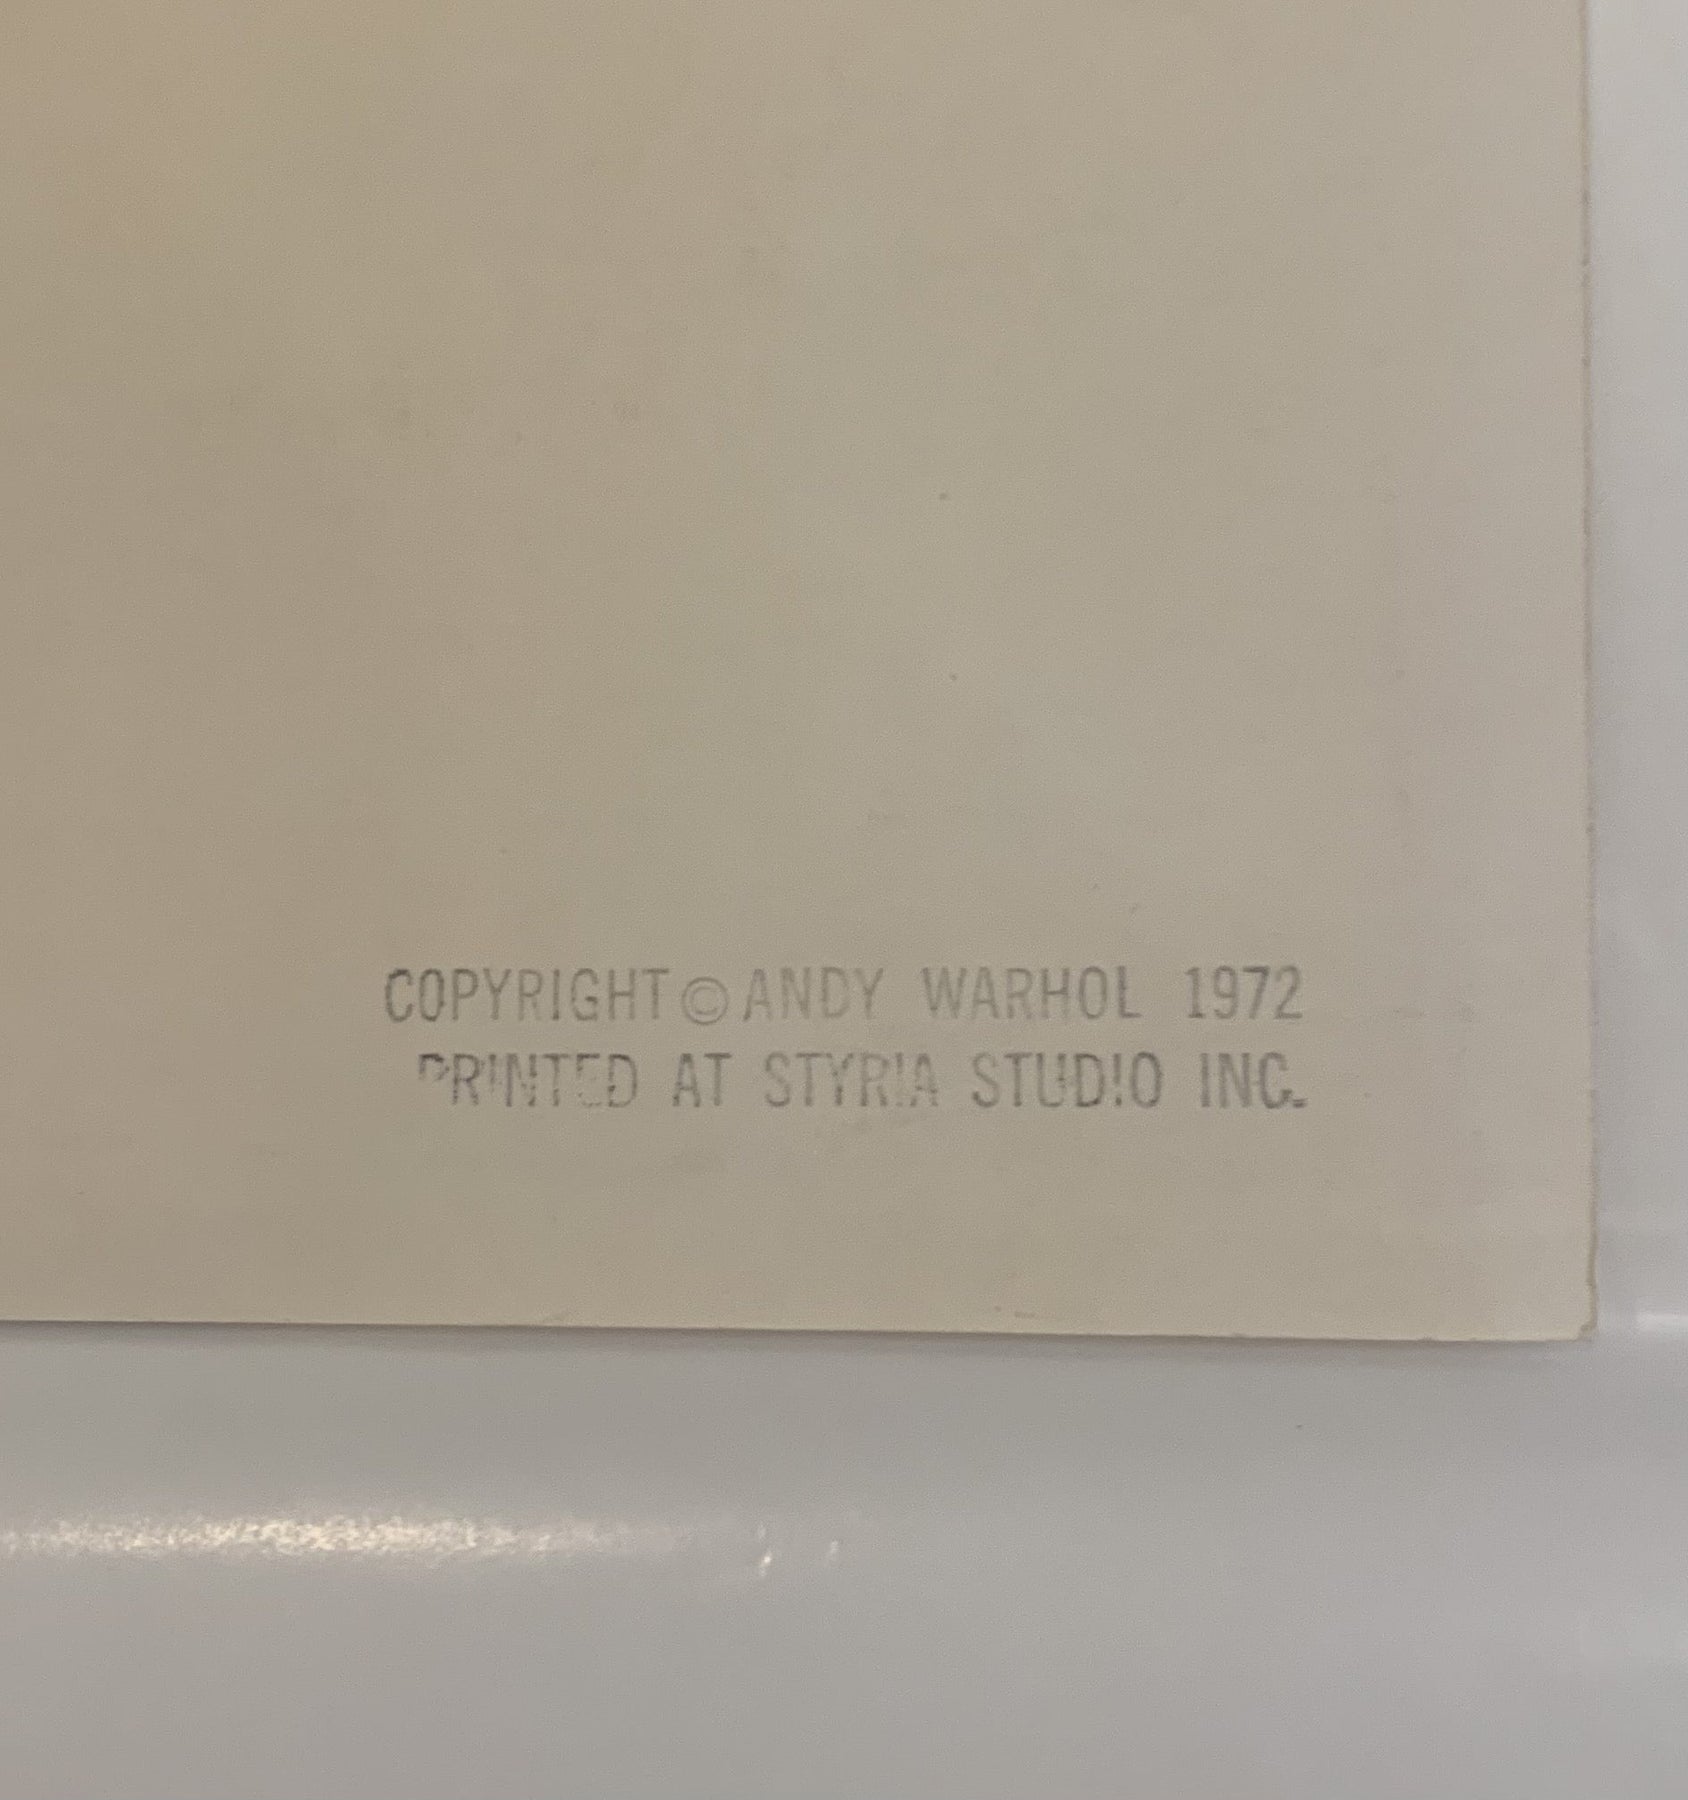 COPYRIGHT © ANDY WARHOL 1972
PRINTED AT STYRIA STUDIO INC.